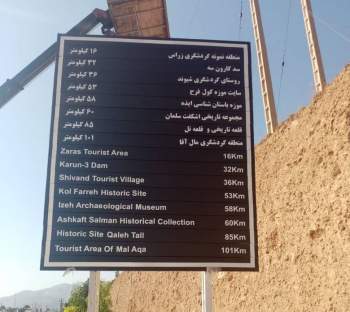 منطقه نمونه گردشگری زراس ۱۶ کیلومتر
سد کارون سه ۳۲ کیلومتر
روستای گردشگری شیوند ۳۶ کیلومتر
سایت موزه کول فرح ۵۳ کیلومتر
موزه باستان شناسی ایذه ۵۸ کیلومتر
مجموعه تاریخی اشکفت سلمان ۶۰ کیلومتر
قلعه تاریخی و قلعه تل ۸۵ کیلومتر
منطقه گردشگری مال آقا ۱۰۱ کیلومتر
Zaras Tourist Area 16Km
Karun-3 Dam 32Km
Shivand Tourist Village 36Km
Kol Farreh Historic Site 53Km
Izeh Archaeological Museum 58Km
Ashkaft Salman Historical Collection 60Km
Historic Site Qaleh Tall 85Km
Tourist Area Of Mal Aqa 101Km